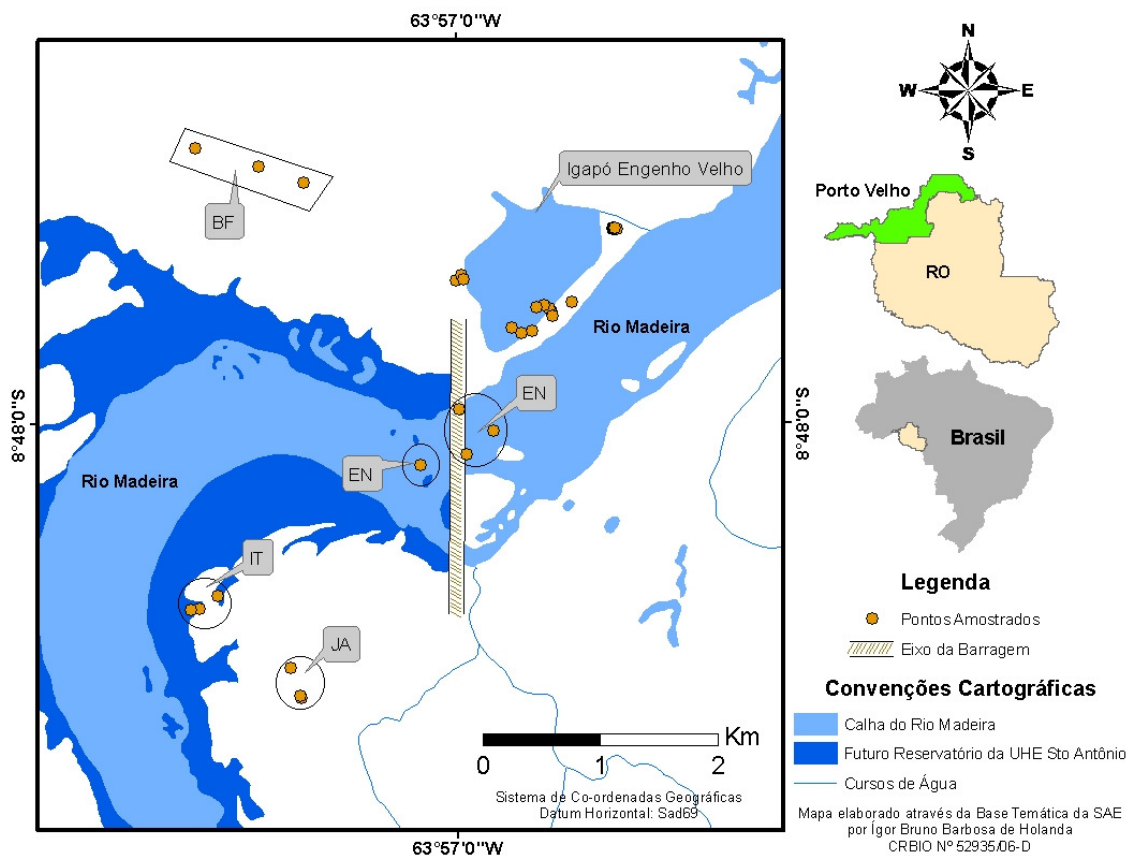 63°57'0"W
N
W
E
S
Igapó Engenho Velho
BF
Porto Velho
RO
Rio Madeira
EN
8°48'0"S
8°48'0"S
Brasil
EN
Rio Madeira
IT
JA
Legenda
Pontos Amostrados
Eixo da Barragem
Convenções Cartográficas
Calha do Rio Madeira
Futuro Reservatório da UHE Sto Antônio
Cursos de Água
Km
0 1 2
Sistema de Co-ordenadas Geográficas
Datum Horizontal: Sad69
Mapa elaborado através da Base Temática da SAE
por Ígor Bruno Barbosa de Holanda
CRBIO Nº 52935/06-D
63°57'0"W